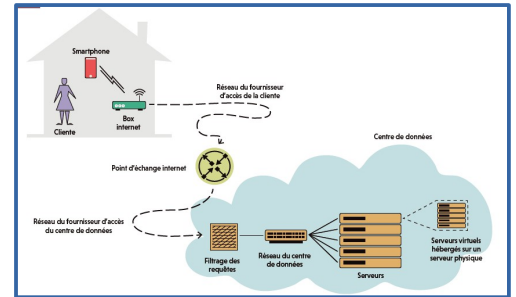 Smartphone
Cliente
Box
internet
Réseau du fournisseur
d'accès de la cliente
Centre de données
Point d'échange internet
Réseau du fournisseur d'accès
du centre de données
Filtrage des
requêtes
Réseau du centre
de données
Serveurs
Serveurs virtuels
hébergés sur un
serveur physique